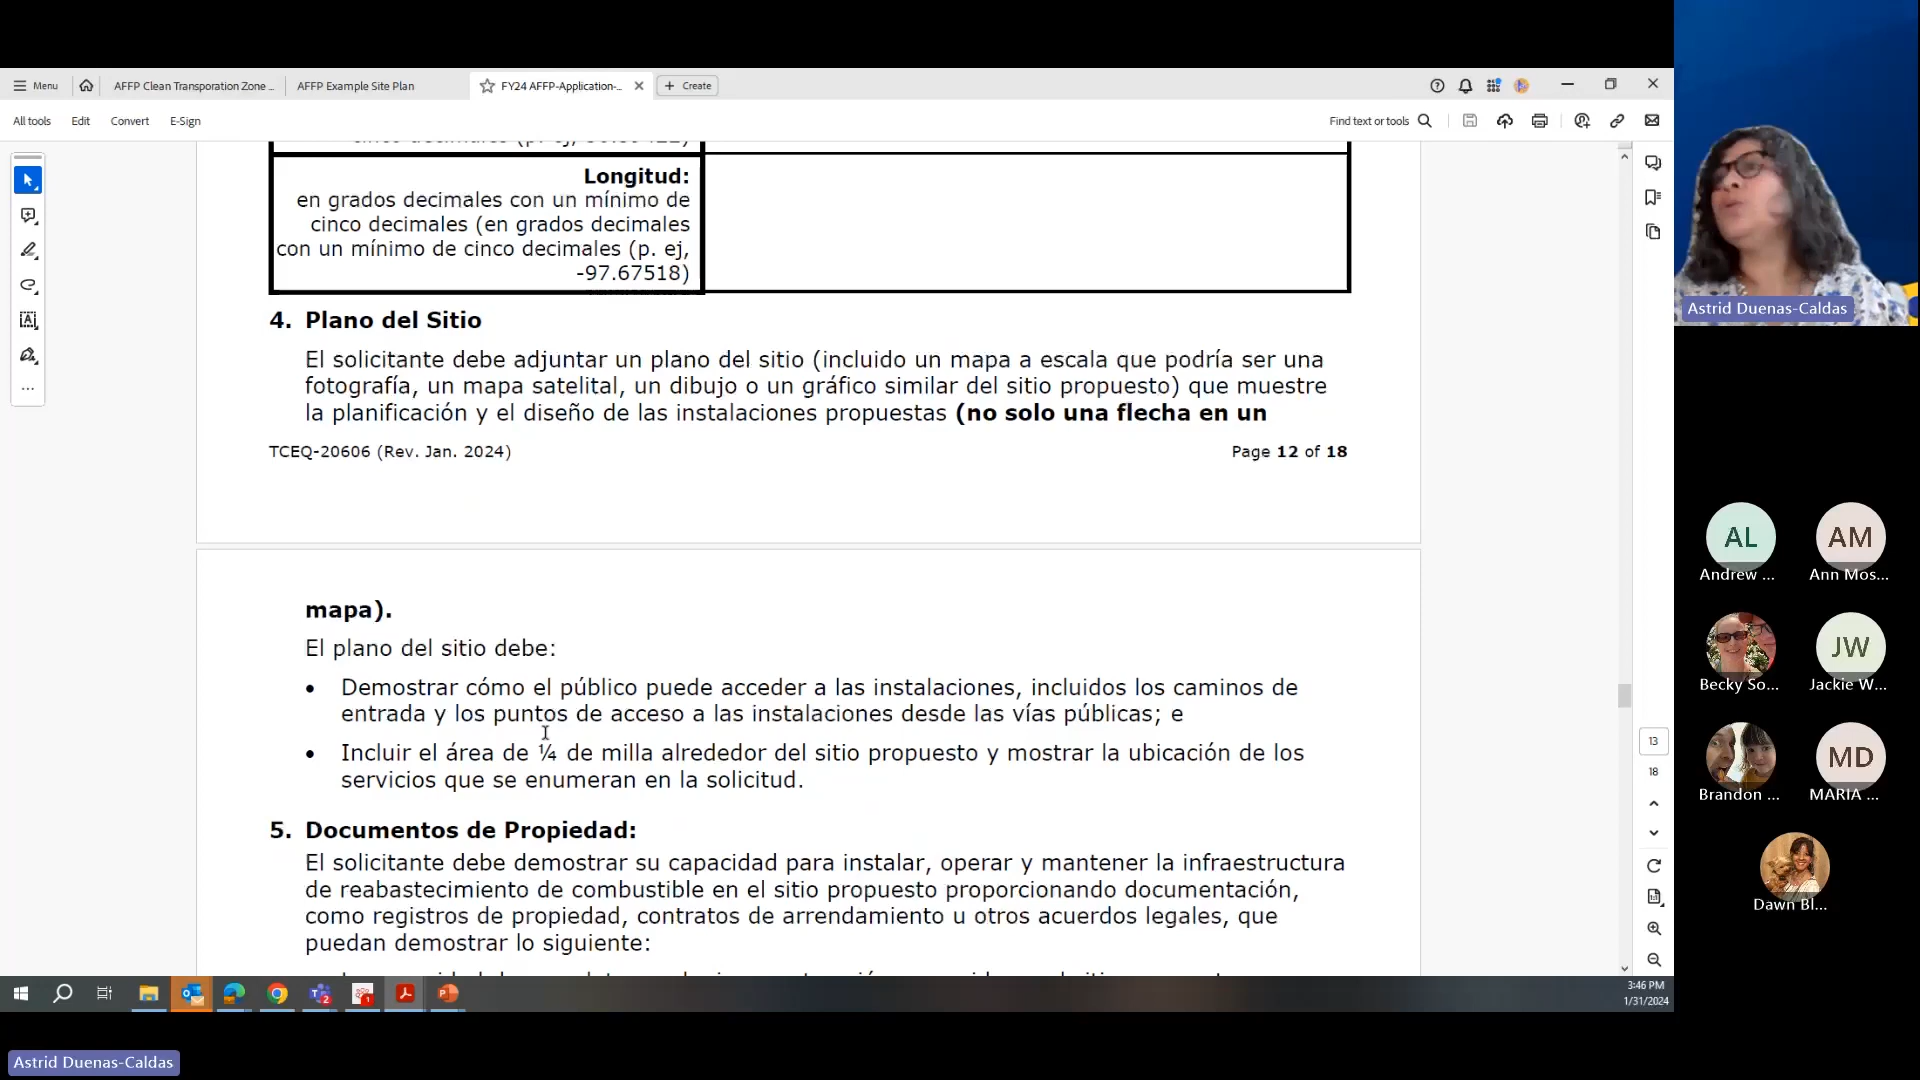 Menu
AFFP Clean Transporation Zone ...
AFFP Example Site Plan
FY24 AFFP-Application-...
Create
All tools
Edit
Convert
E-Sign
Find text or tools
Longitud:
en grados decimales con un mínimo de
cinco decimales (en grados decimales
con un mínimo de cinco decimales (p. ej,
-97.67518)
4. Plano del Sitio
El solicitante debe adjuntar un plano del sitio (incluido un mapa a escala que podría ser una
fotografía, un mapa satelital, un dibujo o un gráfico similar del sitio propuesto) que muestre
la planificación y el diseño de las instalaciones propuestas (no solo una flecha en un
TCEQ-20606 (Rev. Jan. 2024)
Page 12 of 18
mapa).
El plano del sitio debe:
• Demostrar cómo el público puede acceder a las instalaciones, incluidos los caminos de
entrada y los puntos de acceso a las instalaciones desde las vías públicas; e
• Incluir el área de ¼ de milla alrededor del sitio propuesto y mostrar la ubicación de los
servicios que se enumeran en la solicitud.
5. Documentos de Propiedad:
El solicitante debe demostrar su capacidad para instalar, operar y mantener la infraestructura
de reabastecimiento de combustible en el sitio propuesto proporcionando documentación,
como registros de propiedad, contratos de arrendamiento u otros acuerdos legales, que
puedan demostrar lo siguiente:
13
18
3:46 PM
1/31/2024
Astrid Duenas-Caldas
AL
Andrew ...
AM
Ann Mos...
Becky So...
JW
Jackie W...
Brandon ...
MD
MARIA ...
Dawn Bl...
Astrid Duenas-Caldas